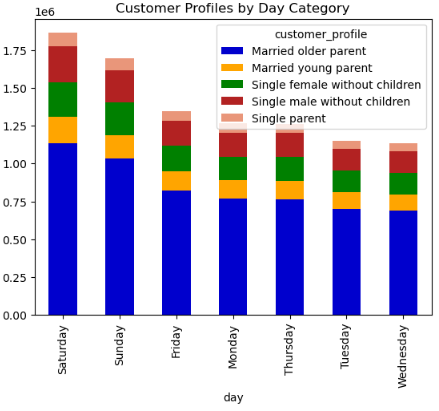 Customer Profiles by Day Category
1e6
customer_profile
Married older parent
Married young parent
Single female without children
Single male without children
Single parent
1.75
1.50
1.25
1.00
0.75
0.50
0.25
0.00
Saturday
Sunday
Friday
Monday
Thursday
Tuesday
Wednesday
day